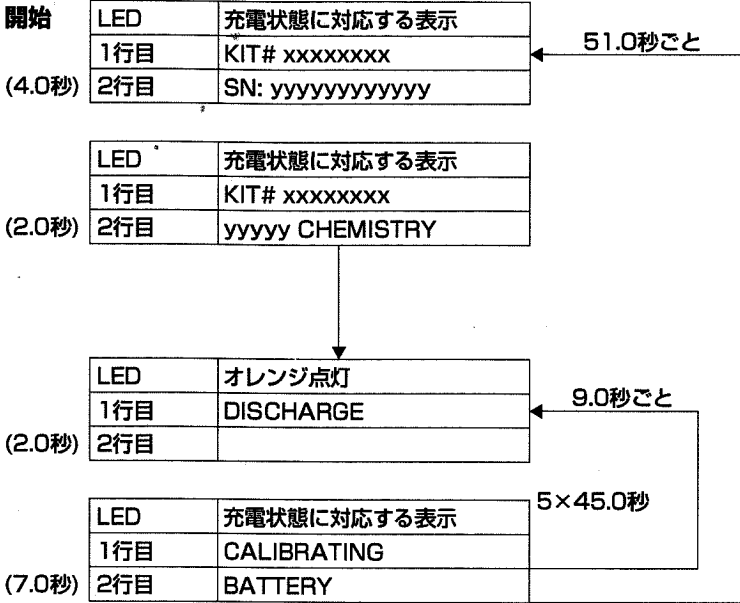 開始 LED 充電状態に対応する表示
1行目 KIT# xxxxxxxx 51.0秒ごと
(4.0秒) 2行目 SN: yyyyyyyyyyyy
LED 充電状態に対応する表示
1行目 KIT# xxxxxxxx
(2.0秒) 2行目 yyyyy CHEMISTRY
LED オレンジ点灯
1行目 DISCHARGE 9.0秒ごと
(2.0秒) 2行目
5×45.0秒
LED 充電状態に対応する表示
1行目 CALIBRATING
(7.0秒) 2行目 BATTERY